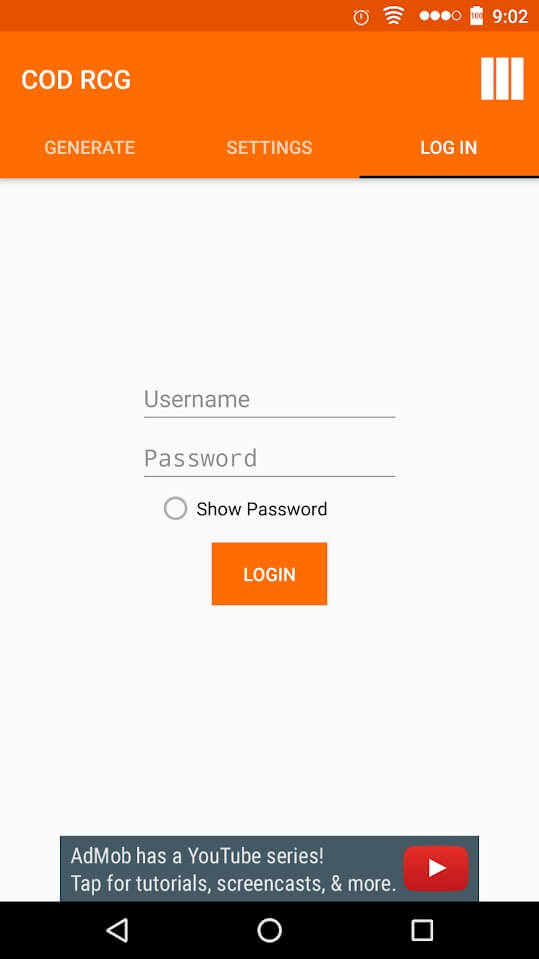 100 9:02
COD RCG
GENERATE SETTINGS LOG IN
Username
Password
Show Password
LOGIN
AdMob has a YouTube series!
Tap for tutorials, screencasts, & more.